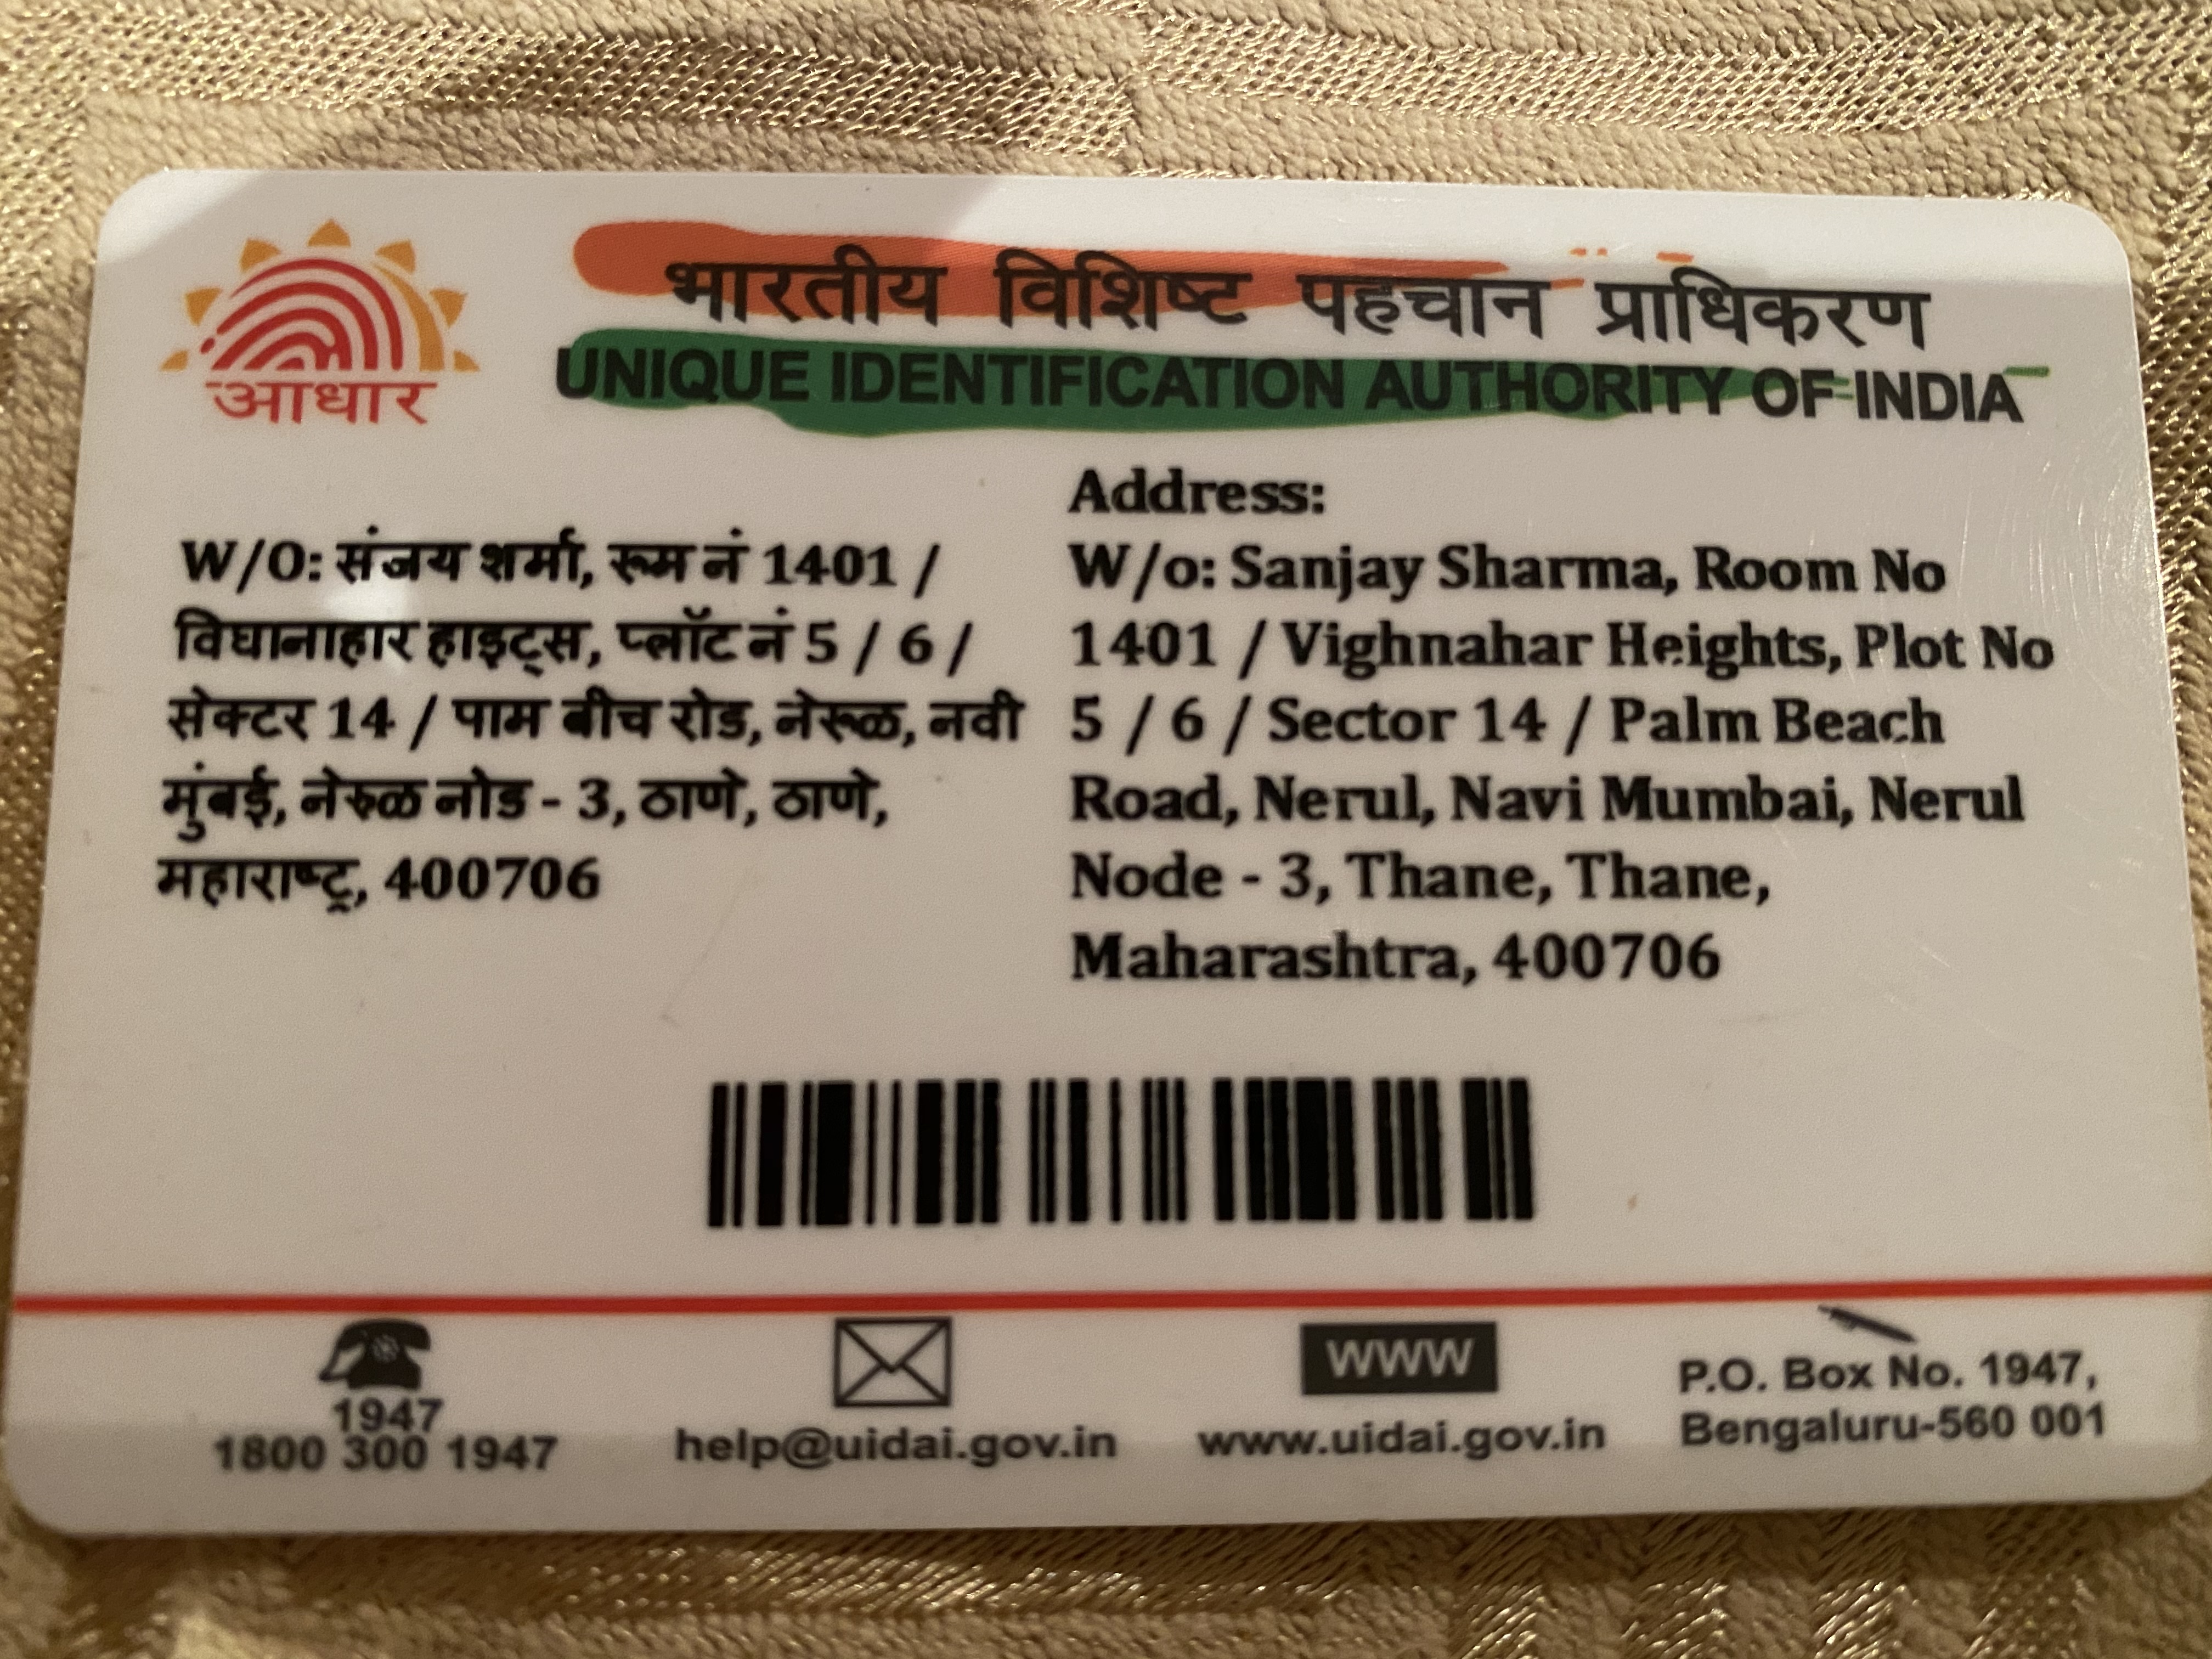 आधार
भारतीय विशिष्ट पहचान प्राधिकरण
UNIQUE IDENTIFICATION AUTHORITY OF INDIA
W/O: संजय शर्मा, रूम नं 1401 /
विघानाहार हाइट्स, प्लॉट नं 5 / 6 /
सेक्टर 14 / पाम बीच रोड, नेरूळ, नवी
मुंबई, नेरुळ नोड - 3, ठाणे, ठाणे,
महाराष्ट्र, 400706
Address:
W/o: Sanjay Sharma, Room No
1401 / Vighnahar Heights, Plot No
5 / 6 / Sector 14 / Palm Beach
Road, Nerul, Navi Mumbai, Nerul
Node - 3, Thane, Thane,
Maharashtra, 400706
1947
1800 300 1947
help@uidai.gov.in
WWW
www.uidai.gov.in
P.O. Box No. 1947,
Bengaluru-560 001